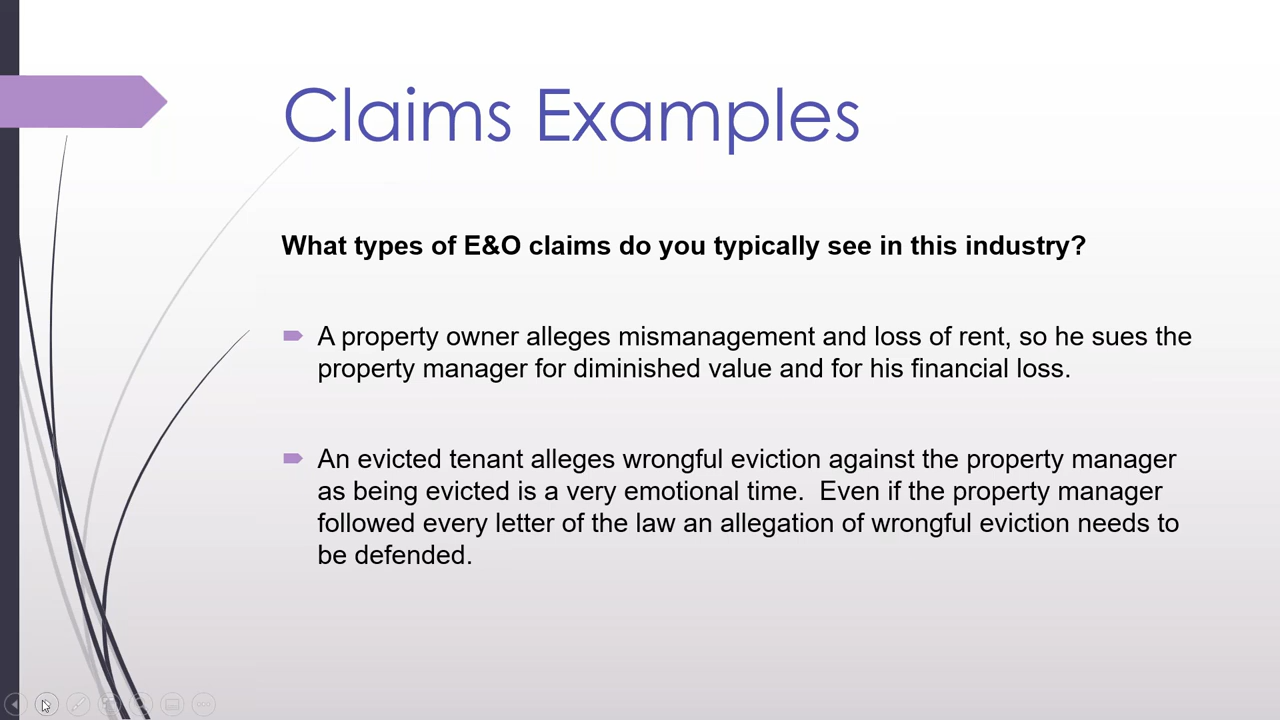 Claims Examples
What types of E&O claims do you typically see in this industry?
A property owner alleges mismanagement and loss of rent, so he sues the
property manager for diminished value and for his financial loss.
An evicted tenant alleges wrongful eviction against the property manager
as being evicted is a very emotional time.  Even if the property manager
followed every letter of the law an allegation of wrongful eviction needs to
be defended.